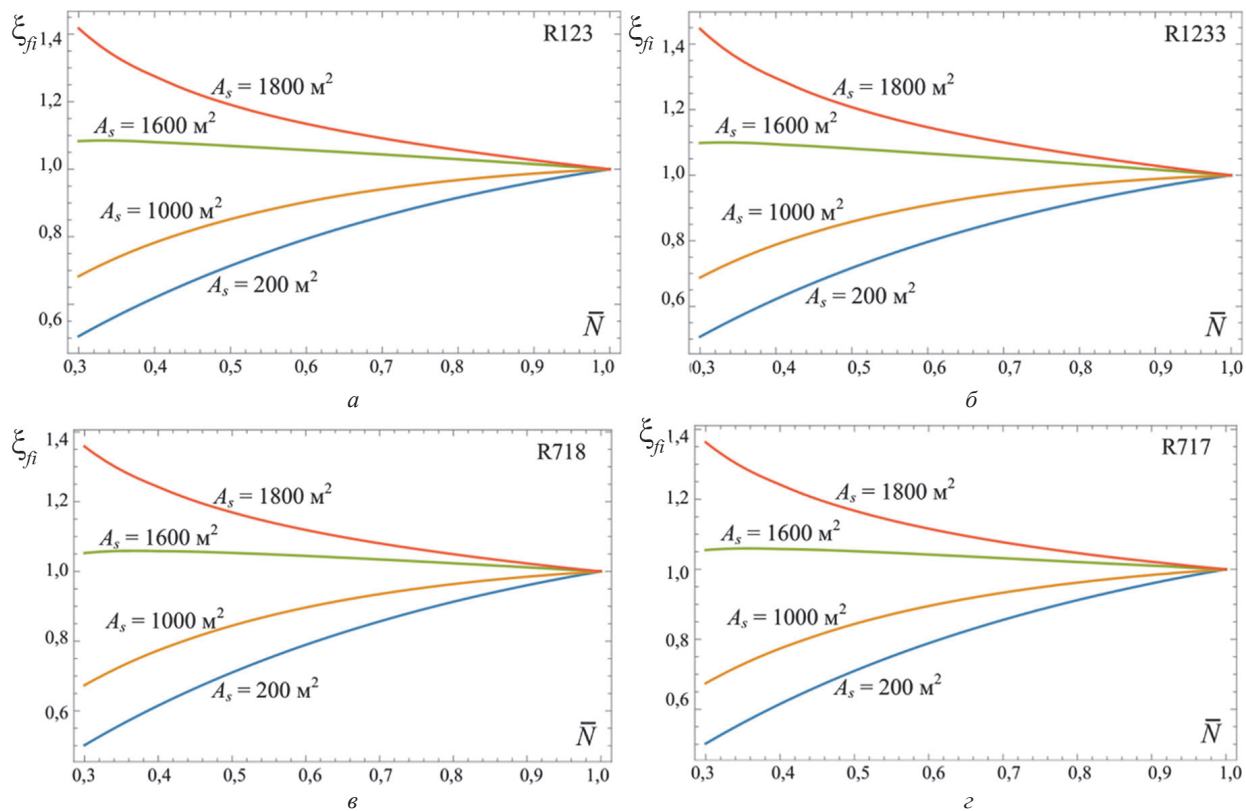 ξfi
1,4
1,2
1,0
0,8
0,6
R123
As = 1800 м²
As = 1600 м²
As = 1000 м²
As = 200 м²
N̅
0,3 0,4 0,5 0,6 0,7 0,8 0,9 1,0
а
ξfi
1,4
1,2
1,0
0,8
0,6
R1233
As = 1800 м²
As = 1600 м²
As = 1000 м²
As = 200 м²
N̅
0,3 0,4 0,5 0,6 0,7 0,8 0,9 1,0
б
ξfi
1,4
1,2
1,0
0,8
0,6
R718
As = 1800 м²
As = 1600 м²
As = 1000 м²
As = 200 м²
N̅
0,3 0,4 0,5 0,6 0,7 0,8 0,9 1,0
в
ξfi
1,4
1,2
1,0
0,8
0,6
R717
As = 1800 м²
As = 1600 м²
As = 1000 м²
As = 200 м²
N̅
0,3 0,4 0,5 0,6 0,7 0,8 0,9 1,0
г